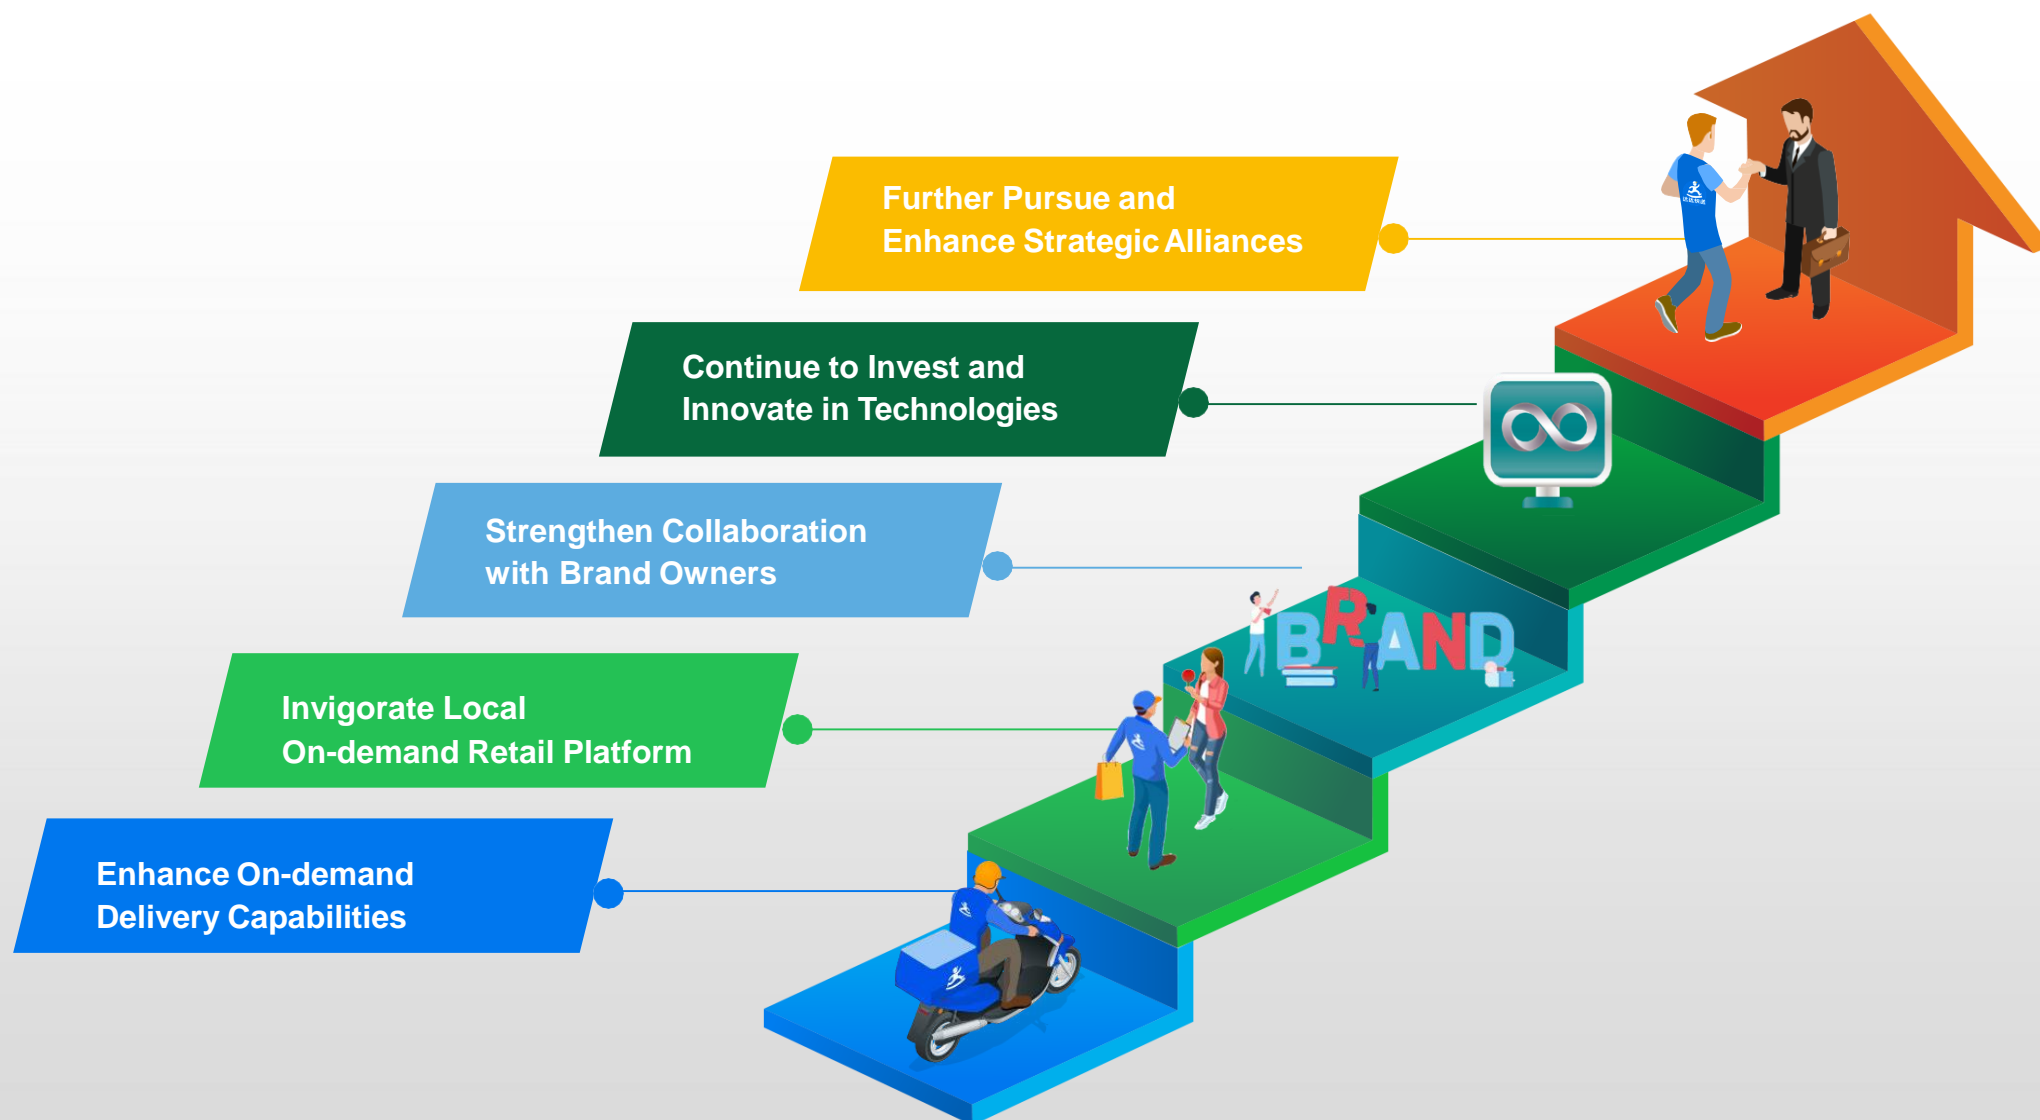 Further Pursue and
Enhance Strategic Alliances
Continue to Invest and
Innovate in Technologies
Strengthen Collaboration
with Brand Owners
BRAND
Invigorate Local
On-demand Retail Platform
Enhance On-demand
Delivery Capabilities